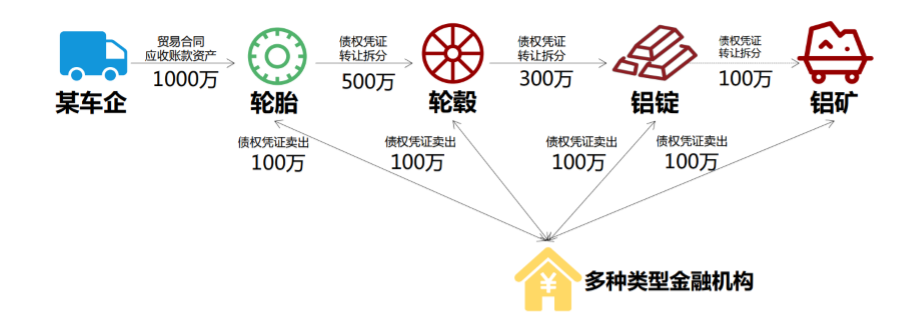 贸易合同
应收账款资产
1000万
债权凭证
转让拆分
500万
债权凭证
转让拆分
300万
债权凭证
转让拆分
100万
某车企
轮胎
轮毂
铝锭
铝矿
债权凭证卖出
100万
债权凭证卖出
100万
债权凭证卖出
100万
债权凭证卖出
100万
¥
多种类型金融机构